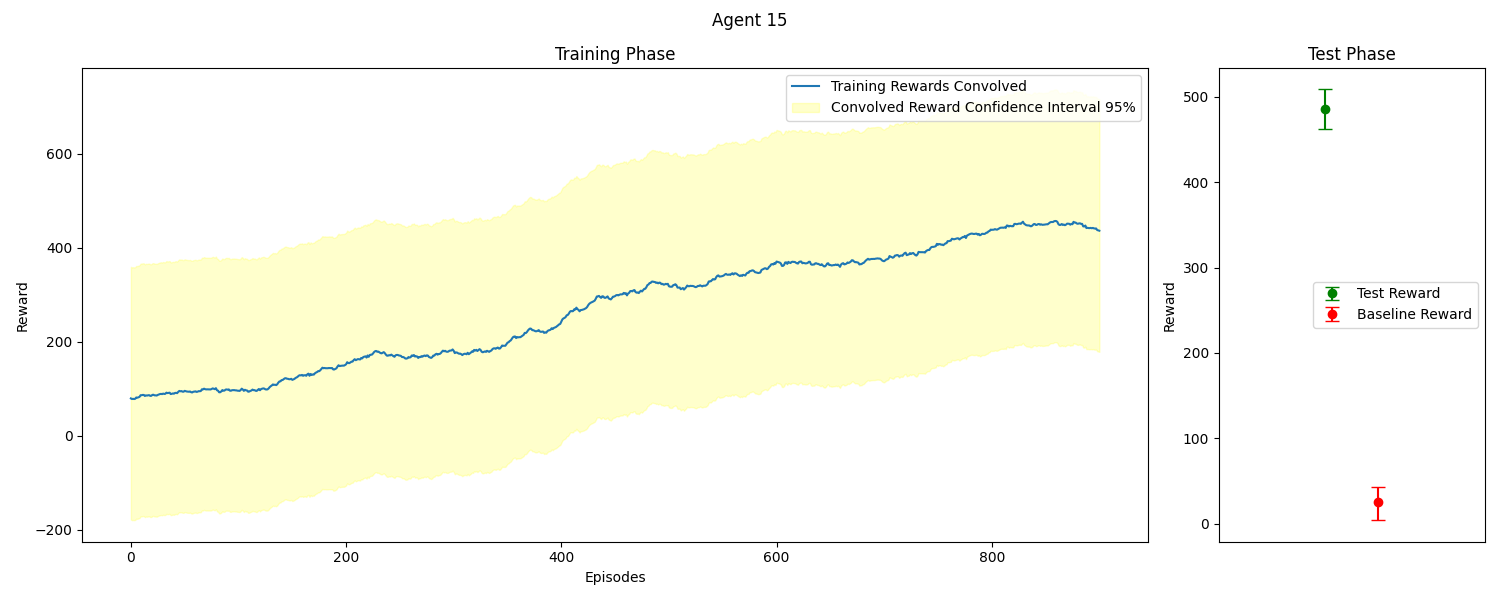 Agent 15
Training Phase
Training Rewards Convolved
Convolved Reward Confidence Interval 95%
Reward
600
400
200
0
−200
0 200 400 600 800
Episodes
Test Phase
Reward
500
400
300
200
100
0
Test Reward
Baseline Reward